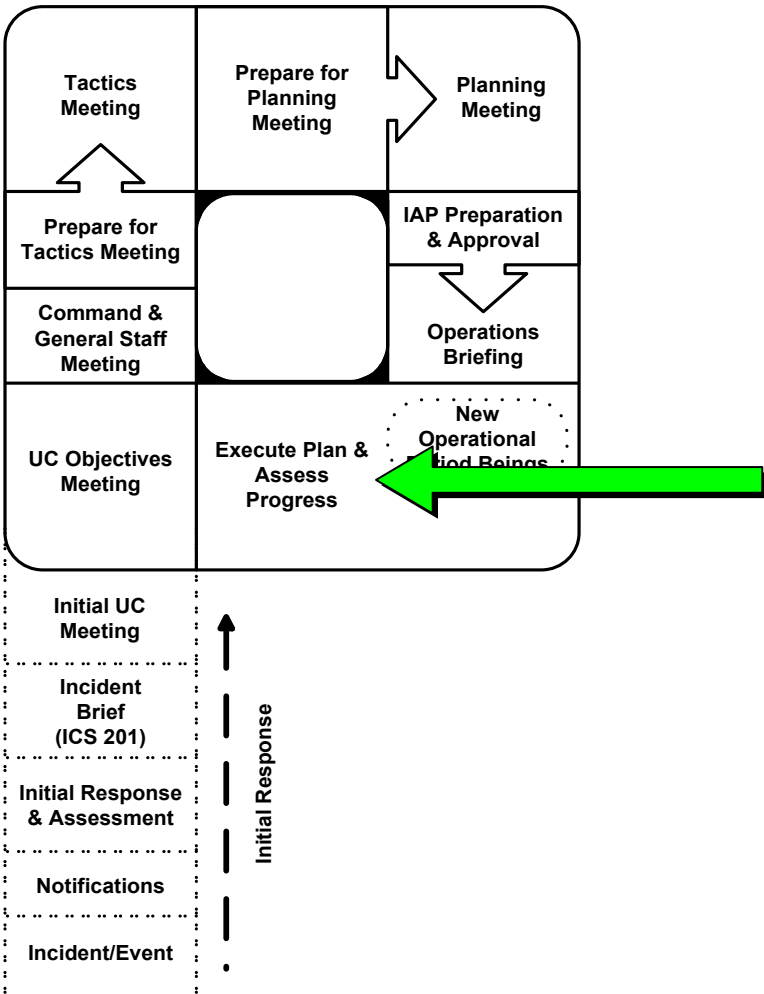 Tactics
Meeting
Prepare for
Planning
Meeting
Planning
Meeting
Prepare for
Tactics Meeting
IAP Preparation
& Approval
Command &
General Staff
Meeting
Operations
Briefing
UC Objectives
Meeting
Execute Plan &
Assess
Progress
New
Operational
Period Beings
Initial UC
Meeting
Incident
Brief
(ICS 201)
Initial Response
& Assessment
Notifications
Incident/Event
Initial Response